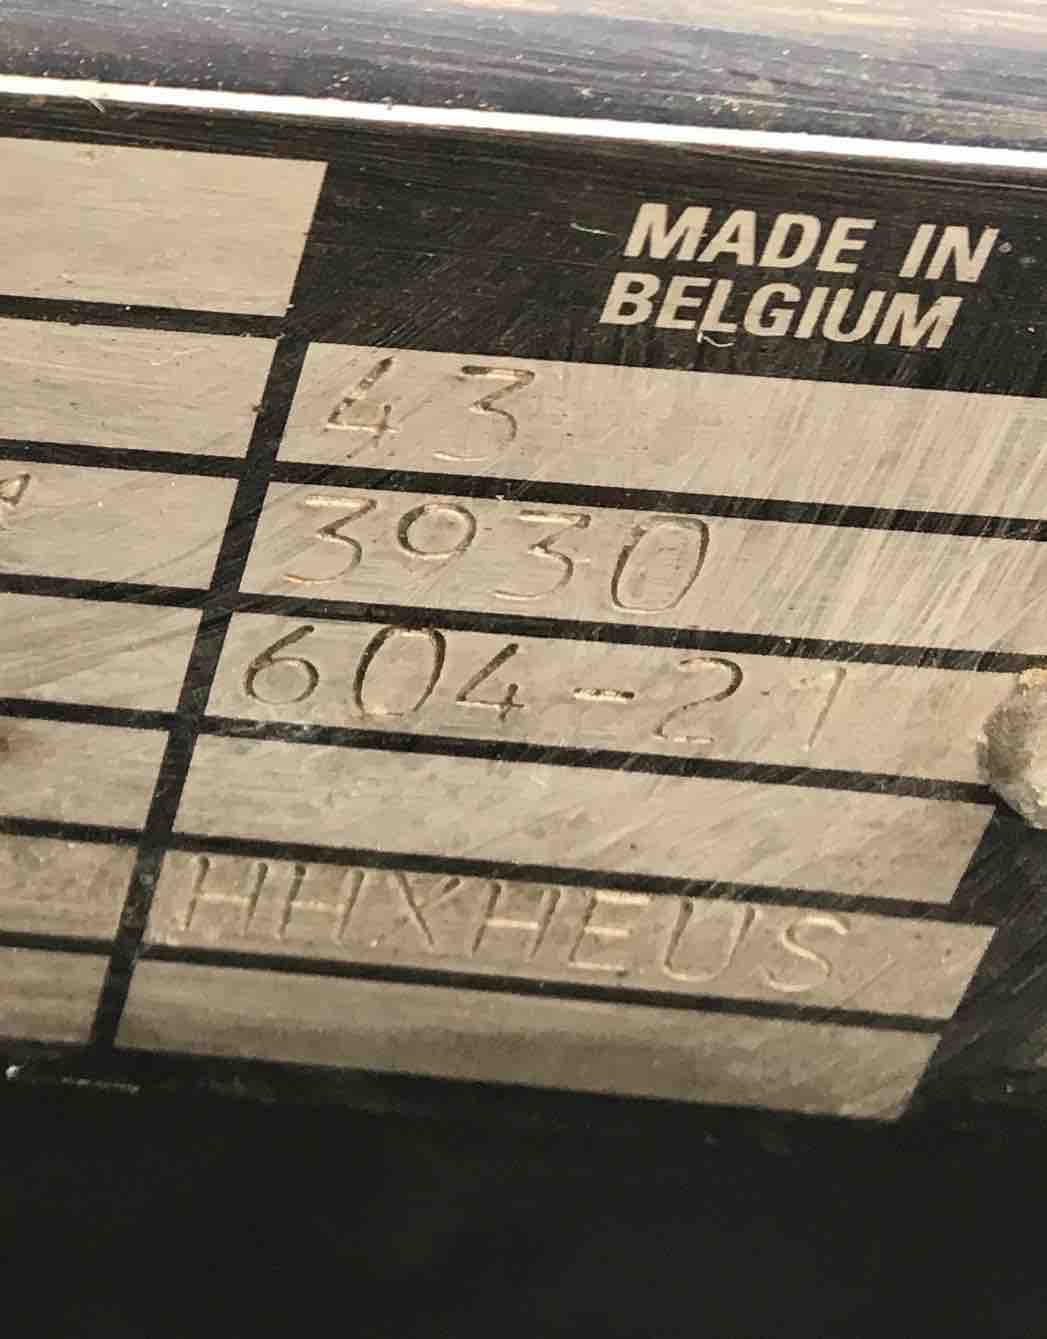 MADE IN
BELGIUM
43
A
3930
604-21
HHXHEUS